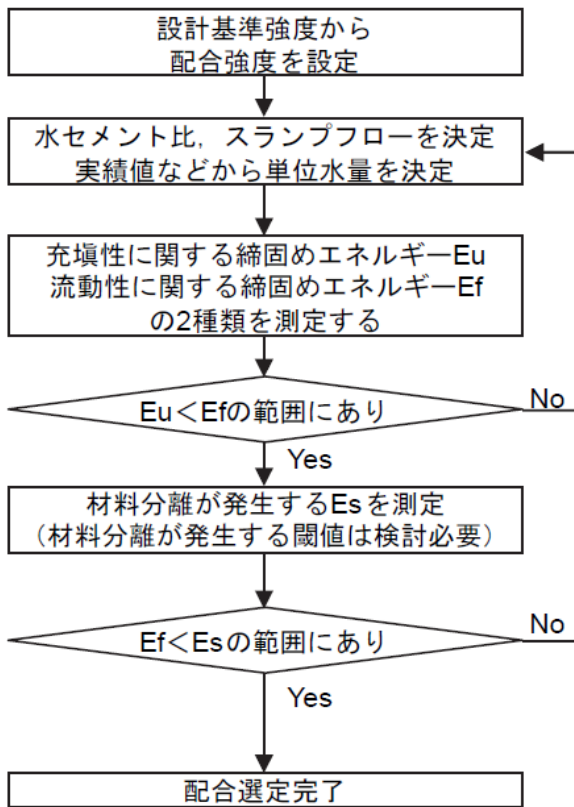 設計基準強度から
配合強度を設定
水セメント比，スランプフローを決定
実績値などから単位水量を決定
充塡性に関する締固めエネルギーEu
流動性に関する締固めエネルギーEf
の2種類を測定する
Eu＜Efの範囲にあり
No
Yes
材料分離が発生するEsを測定
（材料分離が発生する閾値は検討必要）
Ef＜Esの範囲にあり
No
Yes
配合選定完了